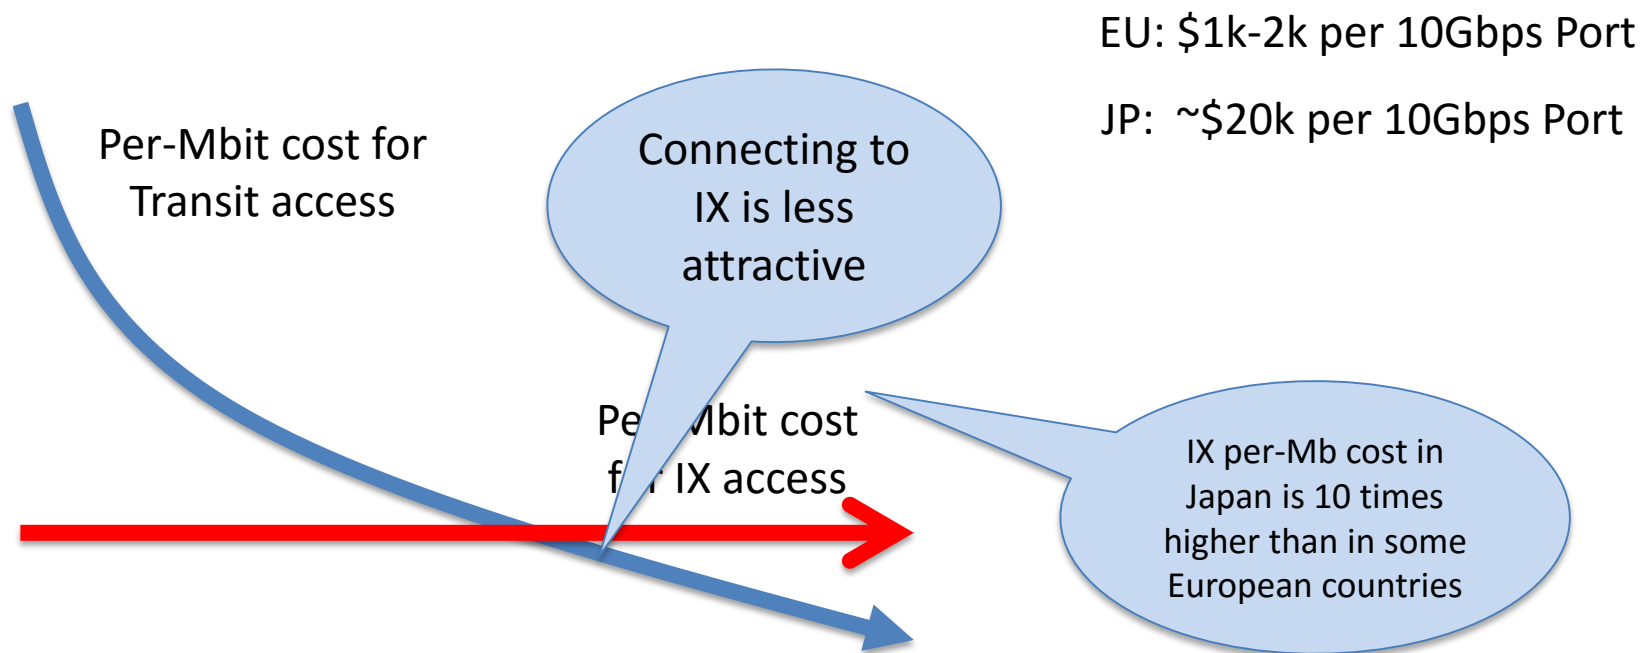 EU: $1k-2k per 10Gbps Port
JP: ~$20k per 10Gbps Port
Per-Mbit cost for
Transit access
Connecting to
IX is less
attractive
Per-Mbit cost
for IX access
IX per-Mb cost in
Japan is 10 times
higher than in some
European countries